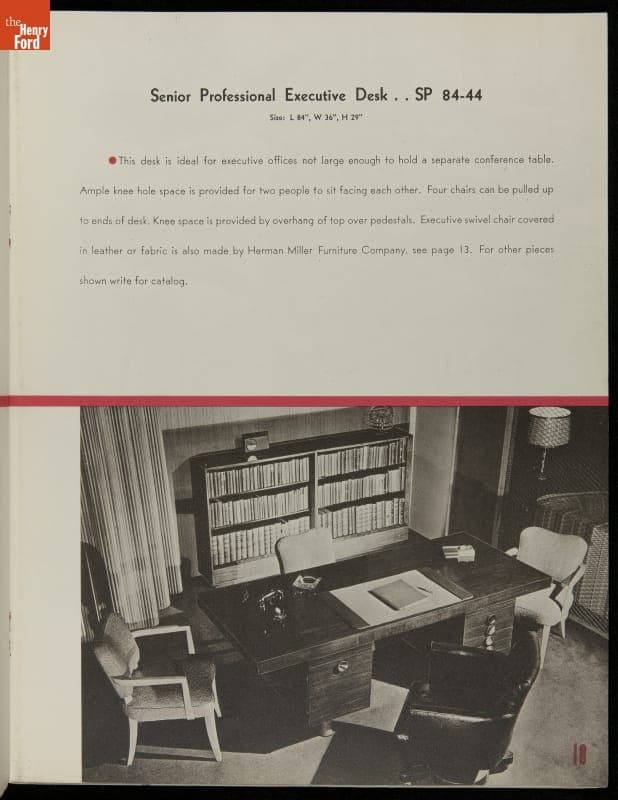 the
Henry
Ford
Senior Professional Executive Desk . . SP 84-44
Size: L 84", W 36", H 29"
●This desk is ideal for executive offices not large enough to hold a separate conference table.
Ample knee hole space is provided for two people to sit facing each other. Four chairs can be pulled up
to ends of desk. Knee space is provided by overhang of top over pedestals. Executive swivel chair covered
in leather or fabric is also made by Herman Miller Furniture Company, see page 13. For other pieces
shown write for catalog.
18